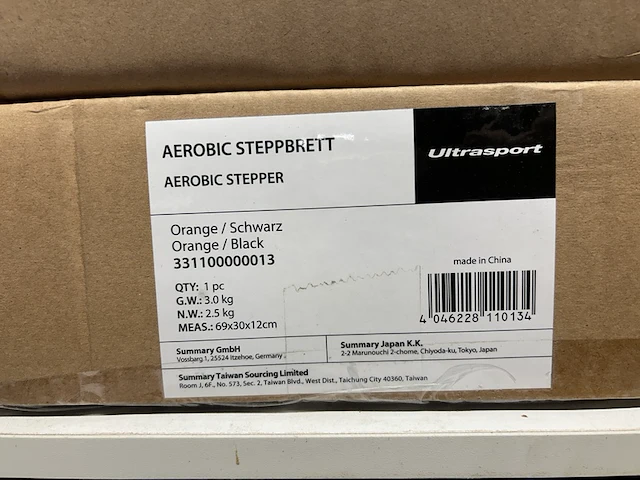 AEROBIC STEPPBRETT
AEROBIC STEPPER
Ultrasport
Orange / Schwarz
Orange / Black
331100000013
QTY: 1 pc
G.W.: 3.0 kg
N.W.: 2.5 kg
MEAS.: 69x30x12cm
made in China
4 046228 110134
Summary GmbH
Vossbarg 1, 25524 Itzehoe, Germany
Summary Japan K.K.
2-2 Marunouchi 2-chome, Chiyoda-ku, Tokyo, Japan
Summary Taiwan Sourcing Limited
Room J, 6F., No. 573, Sec. 2, Taiwan Blvd., West Dist., Taichung City 40360, Taiwan